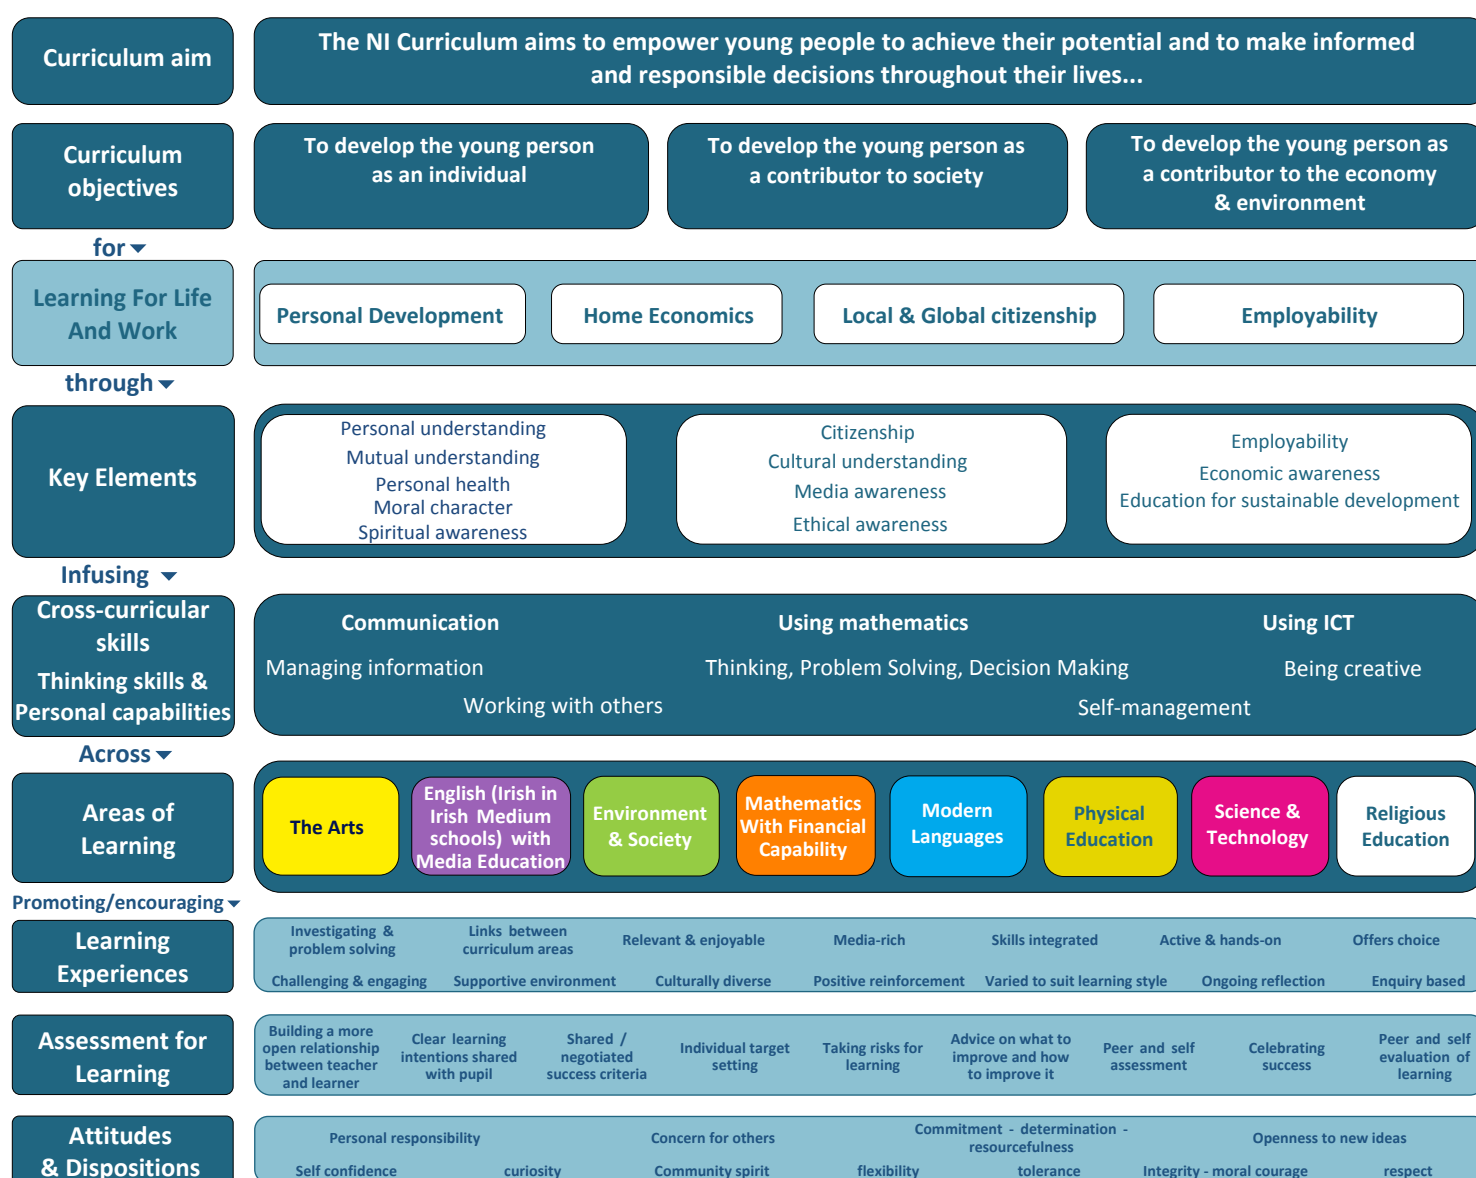 Curriculum aim
The NI Curriculum aims to empower young people to achieve their potential and to make informed
and responsible decisions throughout their lives...
Curriculum
objectives
To develop the young person
as an individual
To develop the young person as
a contributor to society
To develop the young person as
a contributor to the economy
& environment
for
Learning For Life
And Work
Personal Development
Home Economics
Local & Global citizenship
Employability
through
Key Elements
Personal understanding
Mutual understanding
Personal health
Moral character
Spiritual awareness
Citizenship
Cultural understanding
Media awareness
Ethical awareness
Employability
Economic awareness
Education for sustainable development
Infusing
Cross-curricular
skills
Thinking skills &
Personal capabilities
Communication
Using mathematics
Using ICT
Managing information
Thinking, Problem Solving, Decision Making
Being creative
Working with others
Self-management
Across
Areas of
Learning
The Arts
English (Irish in
Irish Medium
schools) with
Media Education
Environment
& Society
Mathematics
With Financial
Capability
Modern
Languages
Physical
Education
Science &
Technology
Religious
Education
Promoting/encouraging
Learning
Experiences
Investigating &
problem solving
Links between
curriculum areas
Relevant & enjoyable
Media-rich
Skills integrated
Active & hands-on
Offers choice
Challenging & engaging
Supportive environment
Culturally diverse
Positive reinforcement
Varied to suit learning style
Ongoing reflection
Enquiry based
Assessment for
Learning
Building a more
open relationship
between teacher
and learner
Clear learning
intentions shared
with pupil
Shared /
negotiated
success criteria
Individual target
setting
Taking risks for
learning
Advice on what to
improve and how
to improve it
Peer and self
assessment
Celebrating
success
Peer and self
evaluation of
learning
Attitudes
& Dispositions
Personal responsibility
Concern for others
Commitment - determination -
resourcefulness
Openness to new ideas
Self confidence
curiosity
Community spirit
flexibility
tolerance
Integrity - moral courage
respect